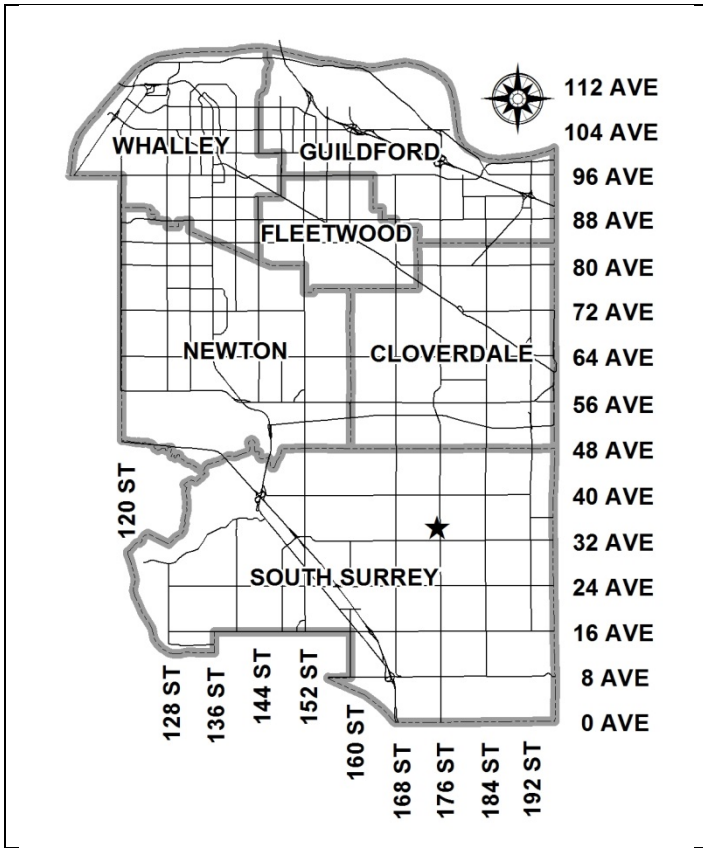 112 AVE
104 AVE
WHALLEY
GUILDFORD
96 AVE
88 AVE
FLEETWOOD
80 AVE
72 AVE
NEWTON
CLOVERDALE
64 AVE
56 AVE
48 AVE
120 ST
40 AVE
32 AVE
SOUTH SURREY
24 AVE
16 AVE
128 ST
136 ST
144 ST
152 ST
160 ST
8 AVE
0 AVE
168 ST
176 ST
184 ST
192 ST